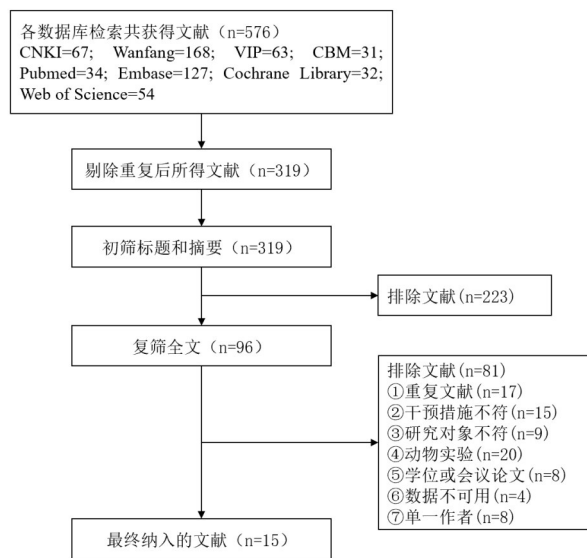 各数据库检索共获得文献（n=576）
CNKI=67; Wanfang=168; VIP=63; CBM=31;
Pubmed=34; Embase=127; Cochrane Library=32;
Web of Science=54
剔除重复后所得文献（n=319）
初筛标题和摘要（n=319）
排除文献(n=223)
复筛全文（n=96）
排除文献(n=81)
①重复文献(n=17)
②干预措施不符(n=15)
③研究对象不符(n=9)
④动物实验(n=20)
⑤学位或会议论文(n=8)
⑥数据不可用(n=4)
⑦单一作者(n=8)
最终纳入的文献（n=15）